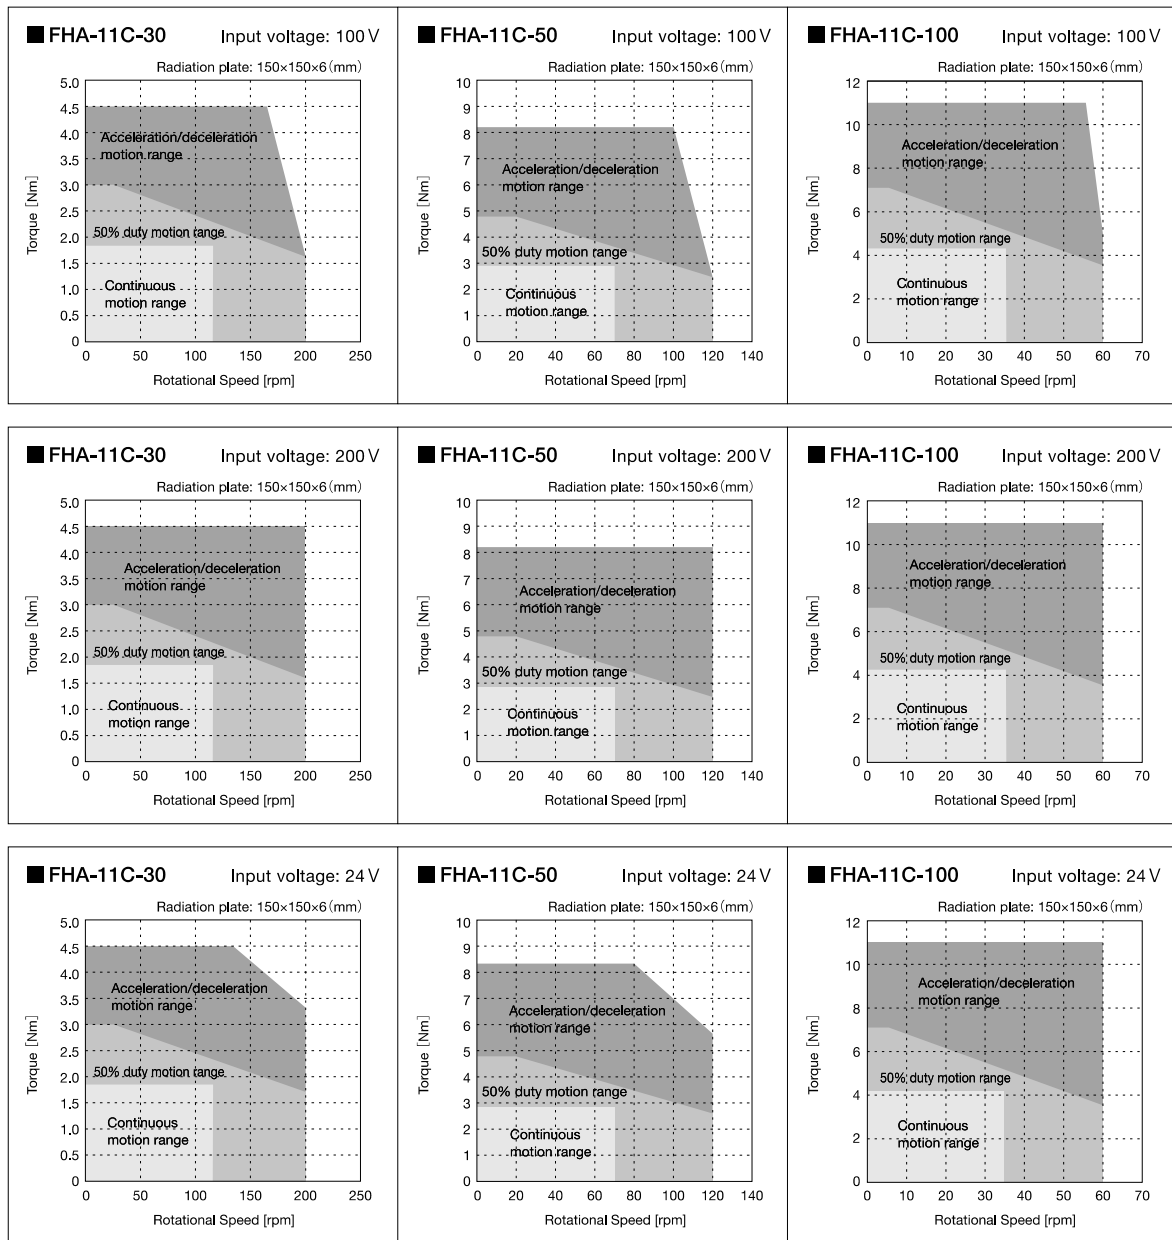 ■ FHA-11C-30 Input voltage: 100 V
Radiation plate: 150×150×6(mm)
Torque [Nm]
5.0
4.5
4.0
3.5
3.0
2.5
2.0
1.5
1.0
0.5
0
Acceleration/deceleration
motion range
50% duty motion range
Continuous
motion range
0 50 100 150 200 250
Rotational Speed [rpm]
■ FHA-11C-50 Input voltage: 100 V
Radiation plate: 150×150×6(mm)
Torque [Nm]
10
9
8
7
6
5
4
3
2
1
0
Acceleration/deceleration
motion range
50% duty motion range
Continuous
motion range
0 20 40 60 80 100 120 140
Rotational Speed [rpm]
■ FHA-11C-100 Input voltage: 100 V
Radiation plate: 150×150×6(mm)
Torque [Nm]
12
10
8
6
4
2
0
Acceleration/deceleration
motion range
50% duty motion range
Continuous
motion range
0 10 20 30 40 50 60 70
Rotational Speed [rpm]
■ FHA-11C-30 Input voltage: 200 V
Radiation plate: 150×150×6(mm)
Torque [Nm]
5.0
4.5
4.0
3.5
3.0
2.5
2.0
1.5
1.0
0.5
0
Acceleration/deceleration
motion range
50% duty motion range
Continuous
motion range
0 50 100 150 200 250
Rotational Speed [rpm]
■ FHA-11C-50 Input voltage: 200 V
Radiation plate: 150×150×6(mm)
Torque [Nm]
10
9
8
7
6
5
4
3
2
1
0
Acceleration/deceleration
motion range
50% duty motion range
Continuous
motion range
0 20 40 60 80 100 120 140
Rotational Speed [rpm]
■ FHA-11C-100 Input voltage: 200 V
Radiation plate: 150×150×6(mm)
Torque [Nm]
12
10
8
6
4
2
0
Acceleration/deceleration
motion range
50% duty motion range
Continuous
motion range
0 10 20 30 40 50 60 70
Rotational Speed [rpm]
■ FHA-11C-30 Input voltage: 24 V
Radiation plate: 150×150×6(mm)
Torque [Nm]
5.0
4.5
4.0
3.5
3.0
2.5
2.0
1.5
1.0
0.5
0
Acceleration/deceleration
motion range
50% duty motion range
Continuous
motion range
0 50 100 150 200 250
Rotational Speed [rpm]
■ FHA-11C-50 Input voltage: 24 V
Radiation plate: 150×150×6(mm)
Torque [Nm]
10
9
8
7
6
5
4
3
2
1
0
Acceleration/deceleration
motion range
50% duty motion range
Continuous
motion range
0 20 40 60 80 100 120 140
Rotational Speed [rpm]
■ FHA-11C-100 Input voltage: 24 V
Radiation plate: 150×150×6(mm)
Torque [Nm]
12
10
8
6
4
2
0
Acceleration/deceleration
motion range
50% duty motion range
Continuous
motion range
0 10 20 30 40 50 60 70
Rotational Speed [rpm]